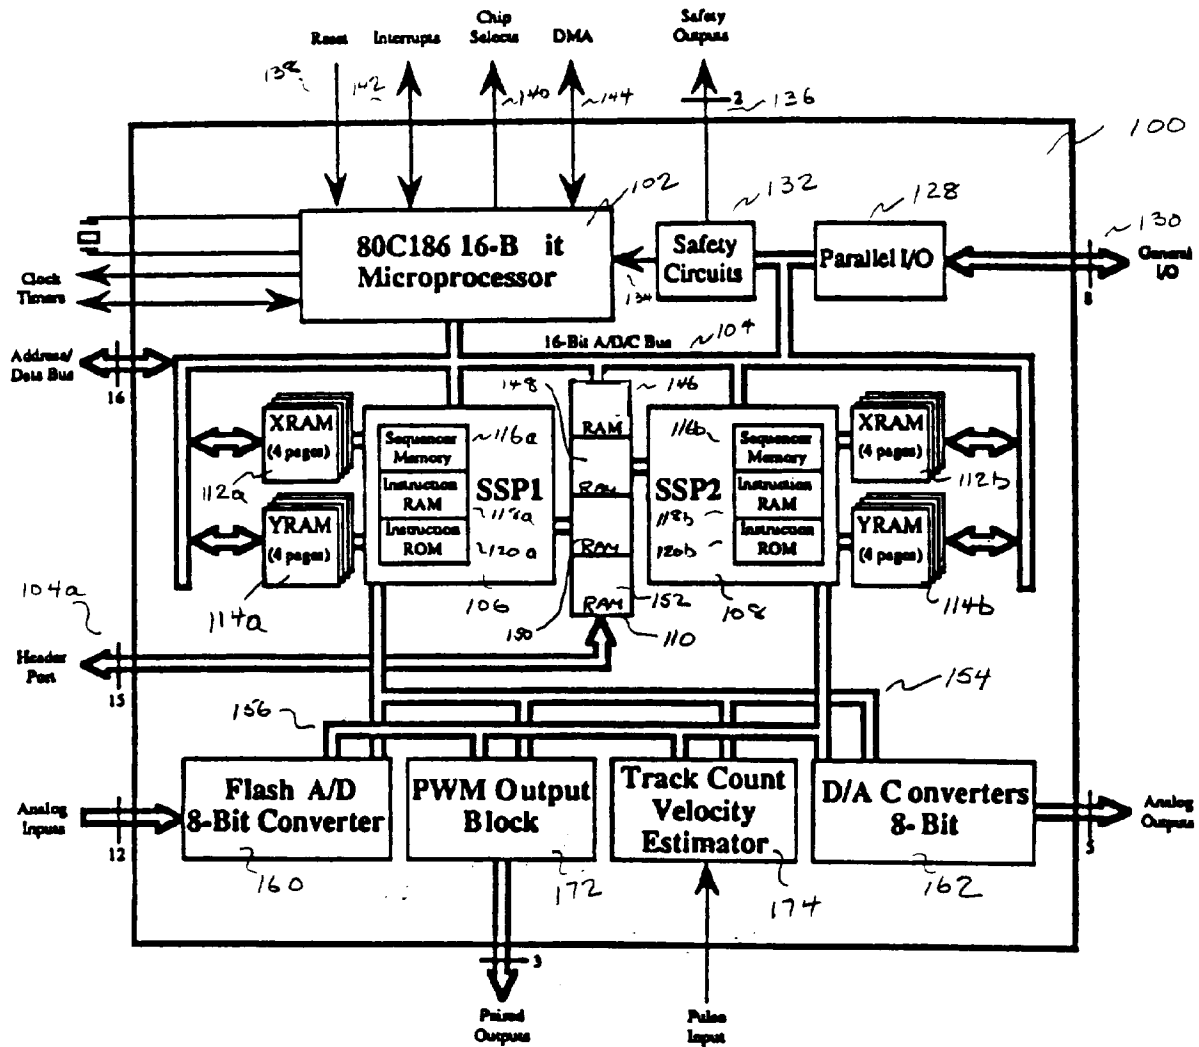 Reset
Interrupts
Chip
Selects
DMA
Safety
Outputs
138
142
140
144
2
136
100
102
132
128
130
80C186 16-B it
Microprocessor
Safety
Circuits
Parallel I/O
General
I/O
8
134
Clock
Timers
Address/
Data Bus
16
16-Bit A/D/C Bus
104
148
146
XRAM
(4 pages)
112a
YRAM
(4 pages)
114a
Sequencer
Memory
Instruction
RAM
Instruction
ROM
116a
SSP1
118a
120a
106
RAM
RAM
RAM
RAM
150
152
110
116b
SSP2
118b
120b
Sequencer
Memory
Instruction
RAM
Instruction
ROM
108
XRAM
(4 pages)
112b
YRAM
(4 pages)
114b
104a
Header
Port
15
154
156
Analog
Inputs
12
Flash A/D
8-Bit Converter
160
PWM Output
Block
172
Track Count
Velocity
Estimator
174
D/A Converters
8-Bit
162
Analog
Outputs
5
3
Paired
Outputs
Pulse
Input